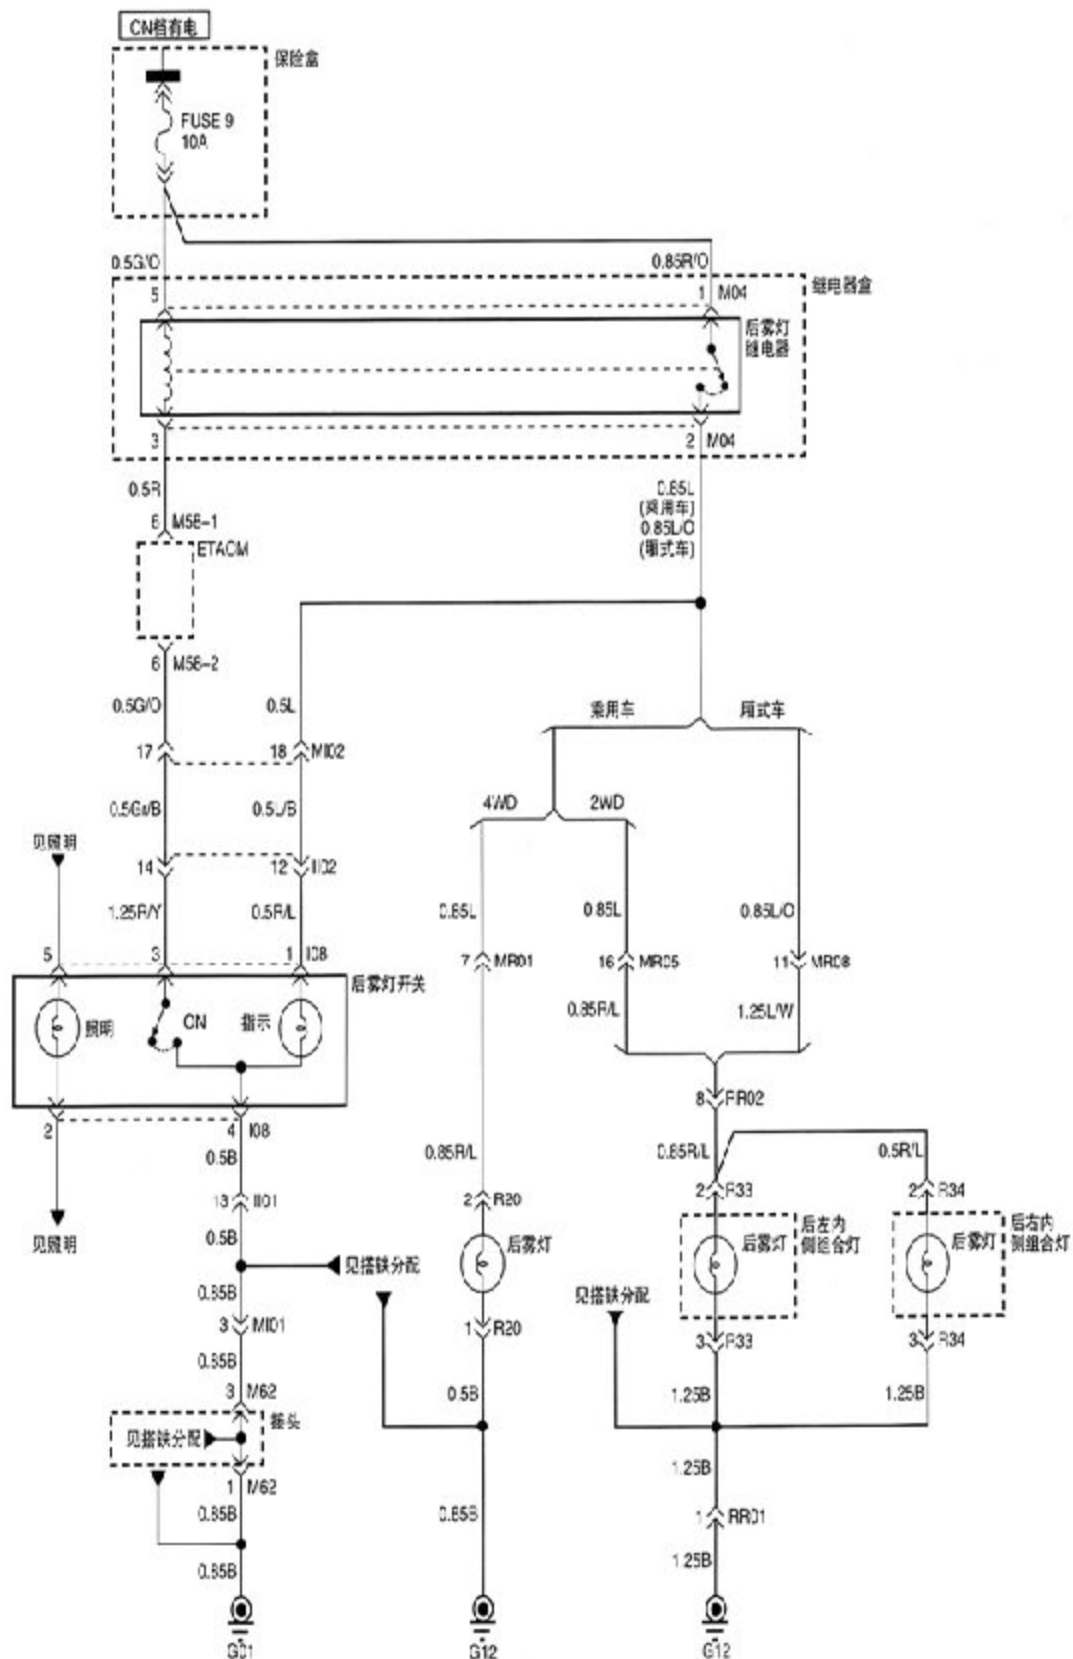 CN档有电
保险盒
FUSE 9
10A
0.5G/O
0.85R/O
继电器盒
5
1
M04
后雾灯
继电器
3
2
M04
0.5R
0.85L
(乘用车)
0.85L/O
(厢式车)
6
M58-1
ETACM
6
M58-2
0.5G/O
0.5L
乘用车
厢式车
17
18
MI02
4WD
2WD
0.5Gr/B
0.5L/B
见照明
14
12
II02
1.25R/Y
0.5R/L
0.85L
0.85L
0.85L/O
5
3
1
I08
7
MR01
16
MR05
11
MR08
后雾灯开关
0.85R/L
1.25L/W
照明
CN
指示
8
RR02
2
4
I08
0.5B
0.85R/L
0.85R/L
0.5R/L
13
II01
2
R20
2
R33
2
R34
见照明
0.5B
后雾灯
后雾灯
后左内
侧组合灯
后雾灯
后右内
侧组合灯
见搭铁分配
0.85B
见搭铁分配
3
MI01
1
R20
3
R33
3
R34
0.85B
3
M62
0.5B
1.25B
1.25B
接头
见搭铁分配
1.25B
1
M62
0.85B
0.85B
1
RR01
0.85B
1.25B
G01
G12
G12